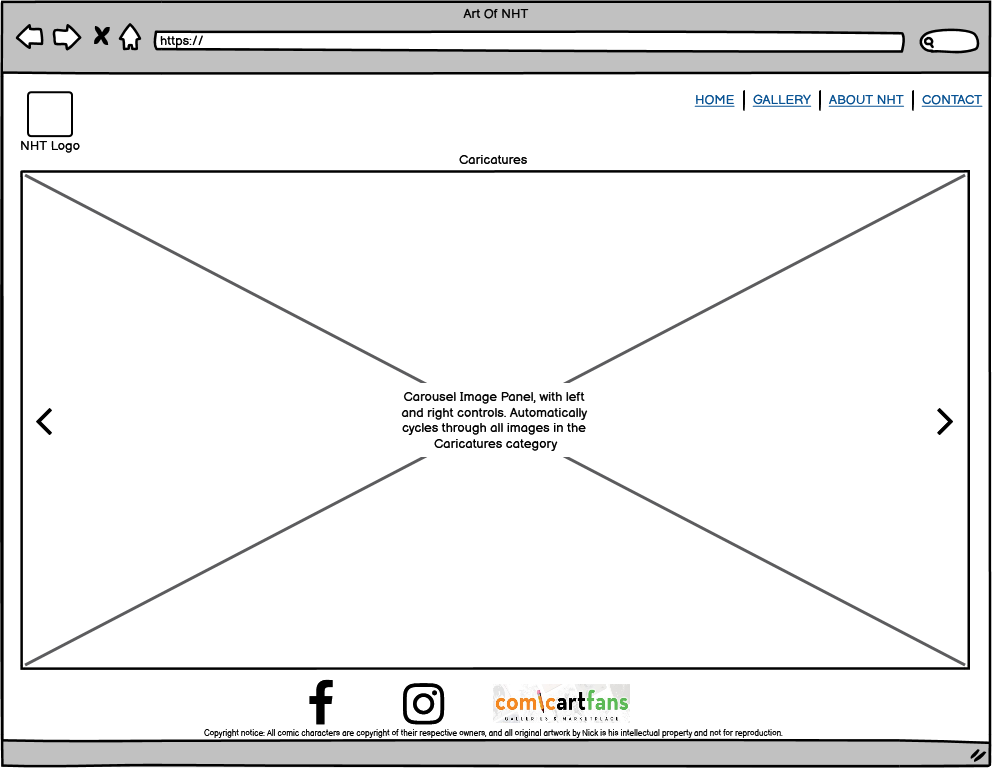 Art Of NHT
https://
HOME GALLERY ABOUT NHT CONTACT
NHT Logo
Caricatures
Carousel Image Panel, with left
and right controls. Automatically
cycles through all images in the
Caricatures category
comicartfans
GALLERIES & MARKETPLACE
Copyright notice: All comic characters are copyright of their respective owners, and all original artwork by Nick is his intellectual property and not for reproduction.